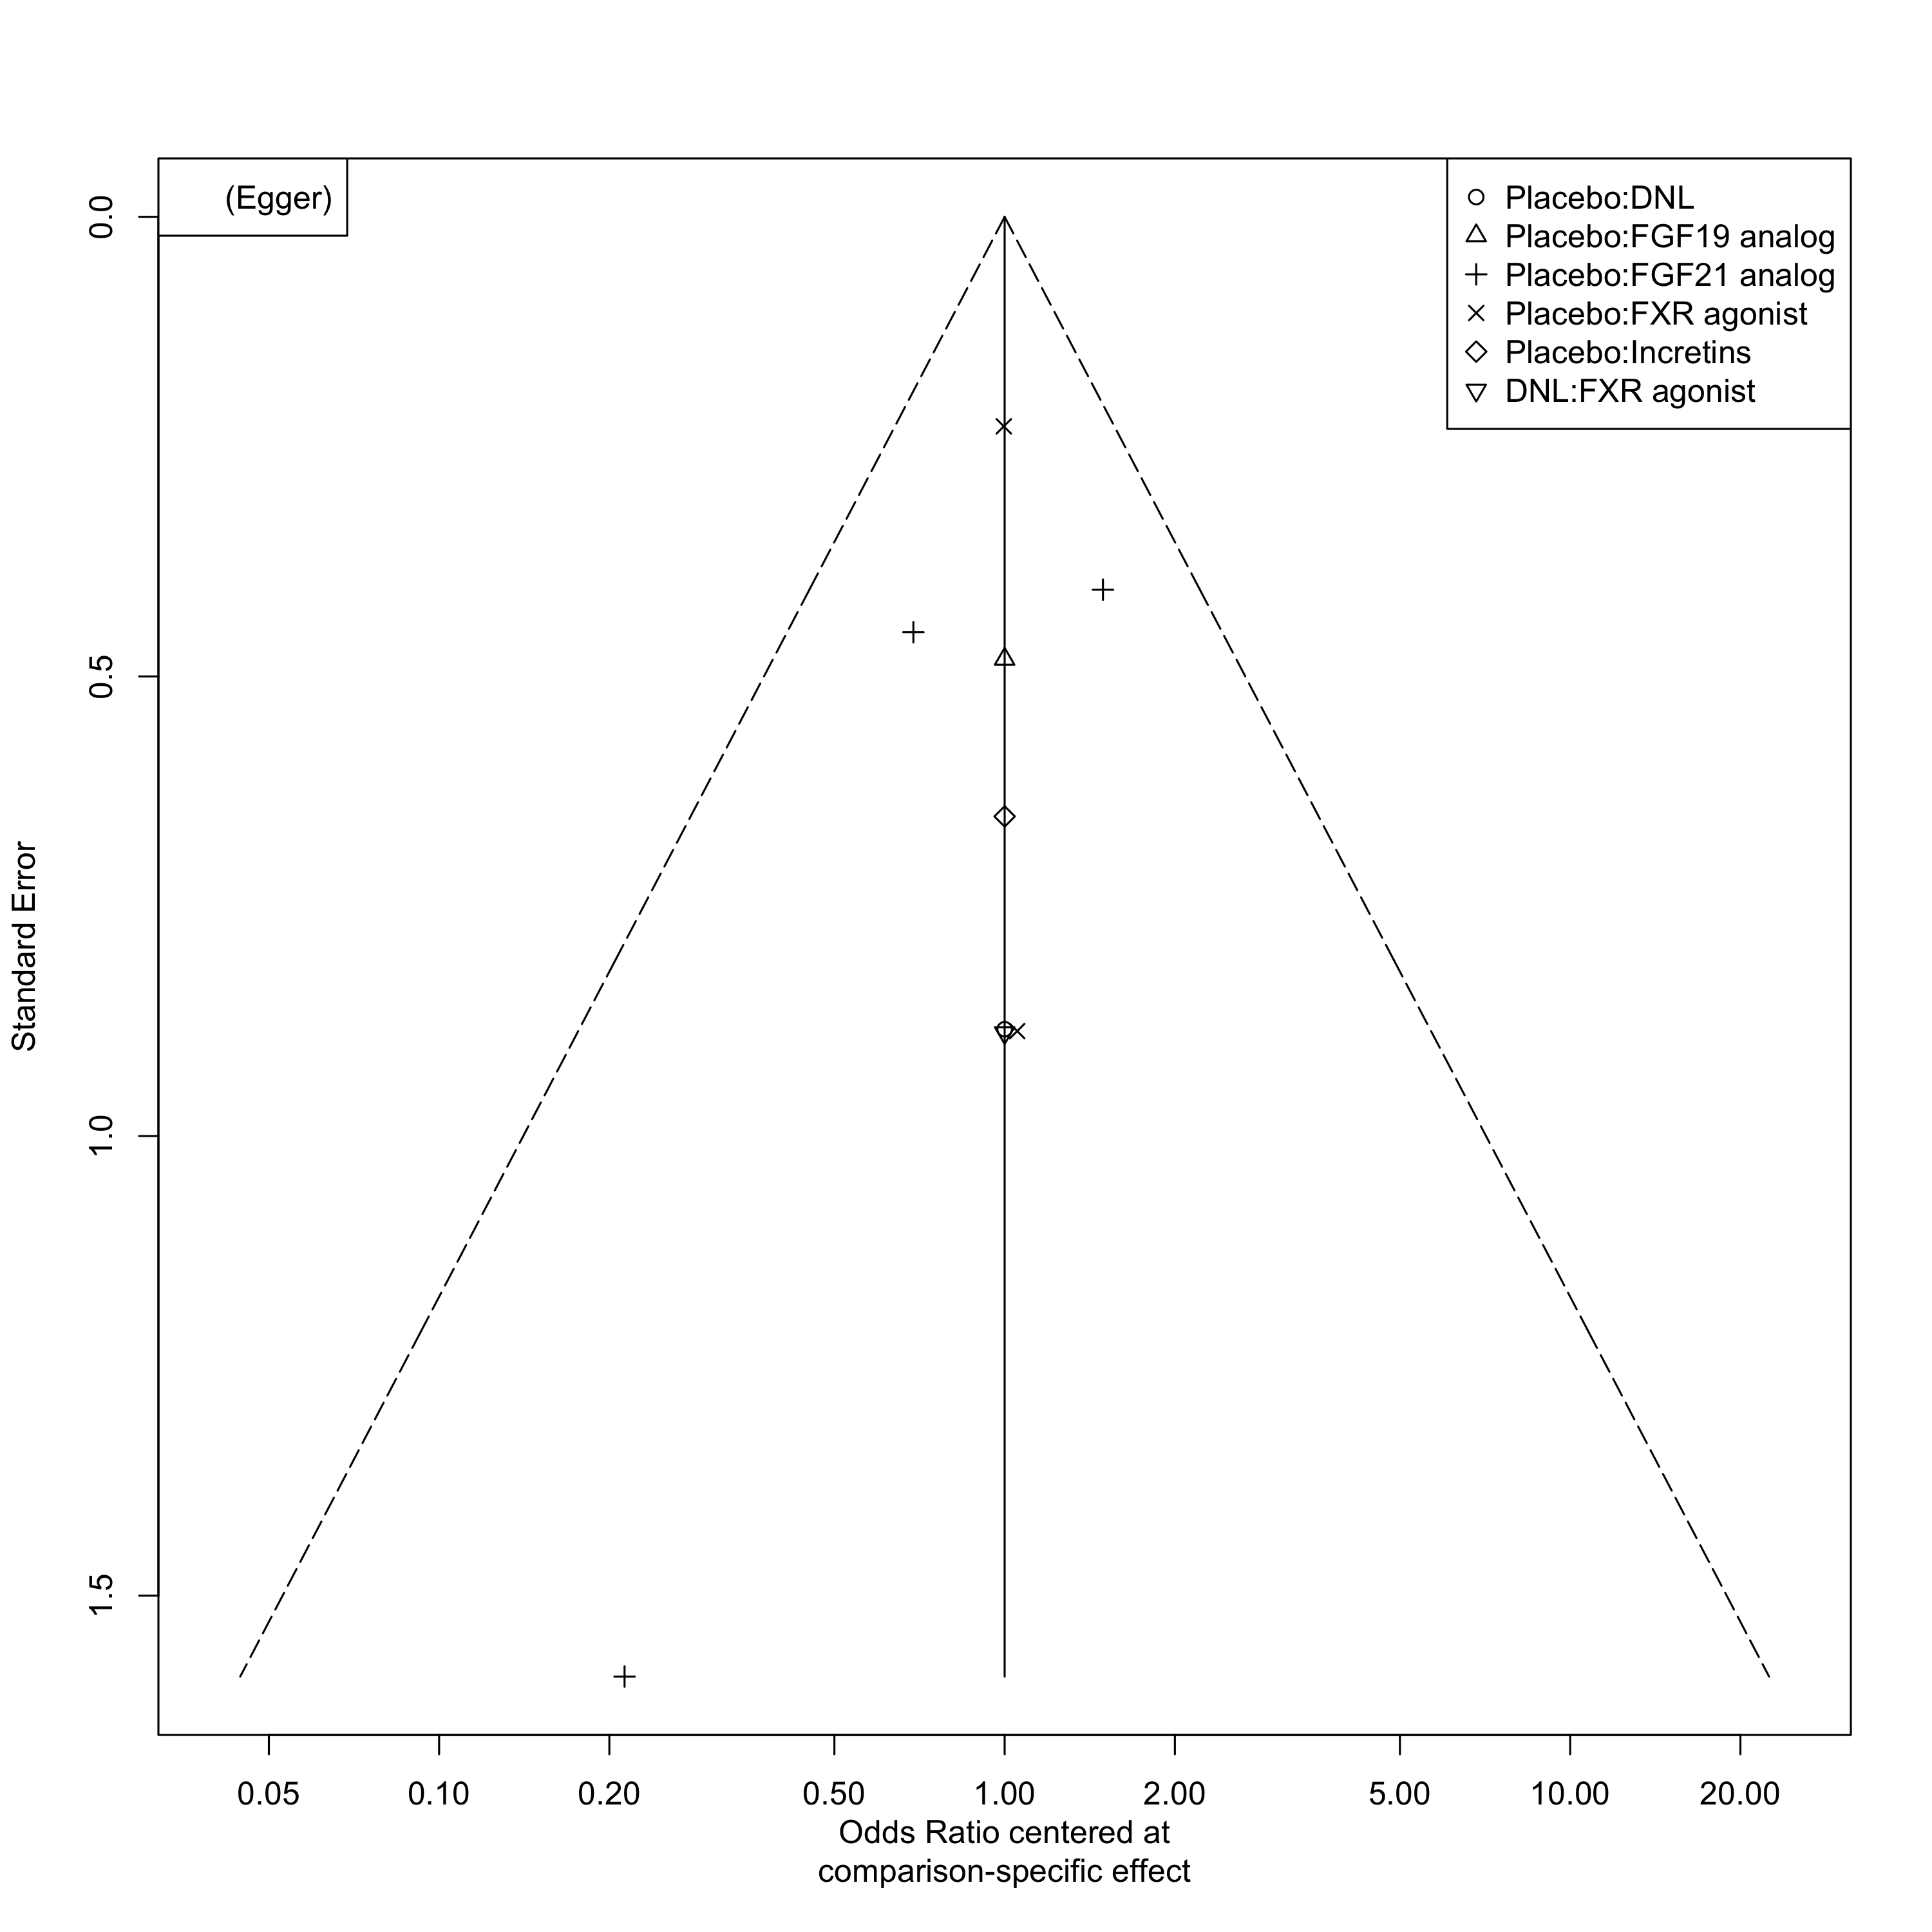 (Egger)
Placebo:DNL
Placebo:FGF19 analog
Placebo:FGF21 analog
Placebo:FXR agonist
Placebo:Incretins
DNL:FXR agonist
0.0
0.5
1.0
1.5
Standard Error
0.05 0.10 0.20 0.50 1.00 2.00 5.00 10.00 20.00
Odds Ratio centered at
comparison-specific effect